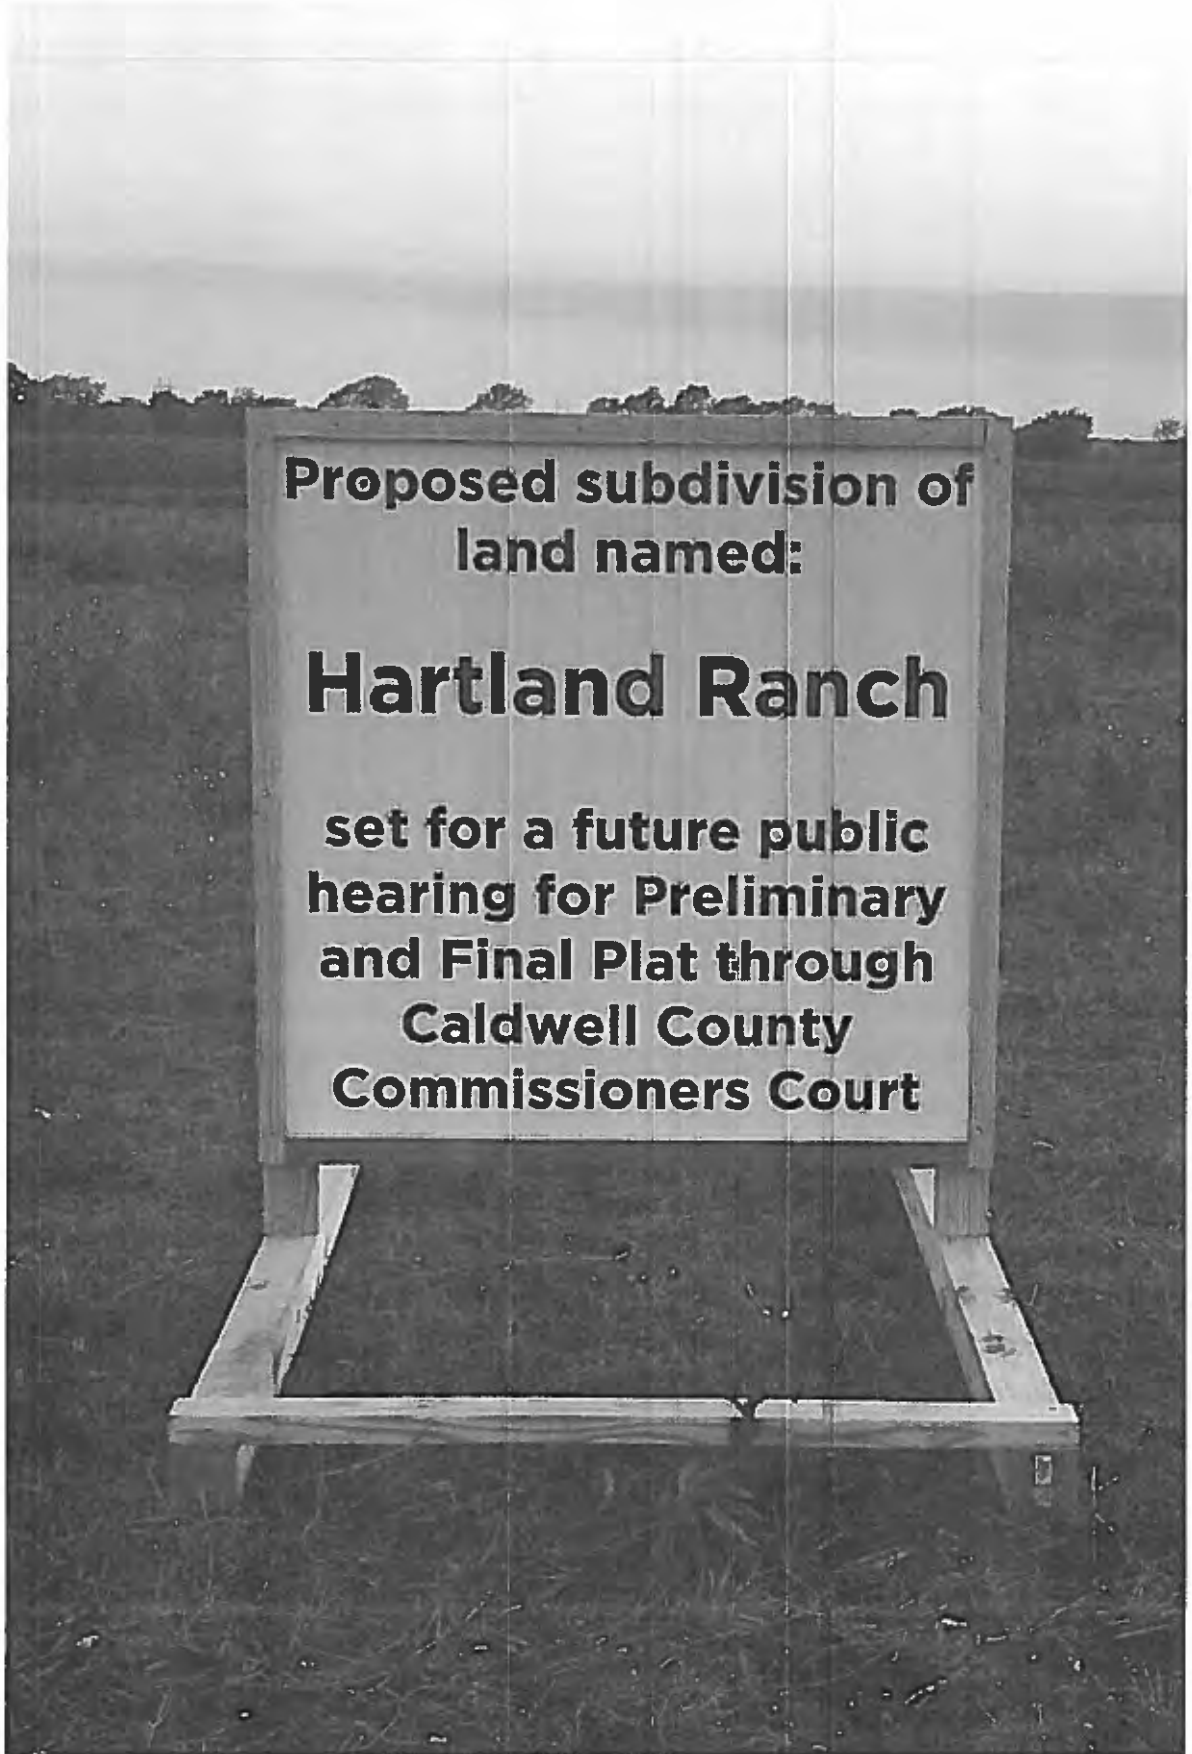 Proposed subdivision of
land named:
Hartland Ranch
set for a future public
hearing for Preliminary
and Final Plat through
Caldwell County
Commissioners Court